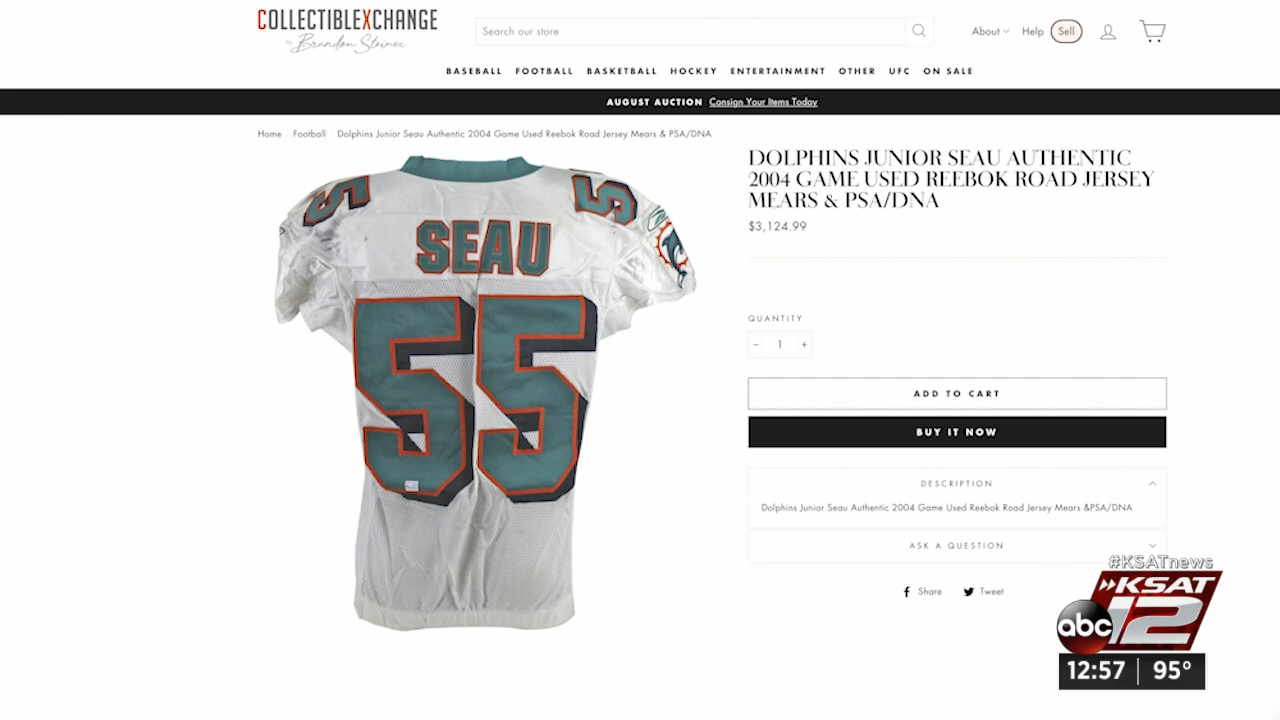 COLLECTIBLEXCHANGE
BY Brandon Steiner
Search our store
About
Help
Sell
BASEBALL FOOTBALL BASKETBALL HOCKEY ENTERTAINMENT OTHER UFC ON SALE
AUGUST AUCTION Consign Your Items Today
Home / Football / Dolphins Junior Seau Authentic 2004 Game Used Reebok Road Jersey Mears & PSA/DNA
5 5
SEAU
55
DOLPHINS JUNIOR SEAU AUTHENTIC
2004 GAME USED REEBOK ROAD JERSEY
MEARS & PSA/DNA
$3,124.99
QUANTITY
− 1 +
ADD TO CART
BUY IT NOW
DESCRIPTION
Dolphins Junior Seau Authentic 2004 Game Used Reebok Road Jersey Mears &PSA/DNA
ASK A QUESTION
Share
Tweet
#KSATnews
KSAT
abc 12
12:57 | 95°